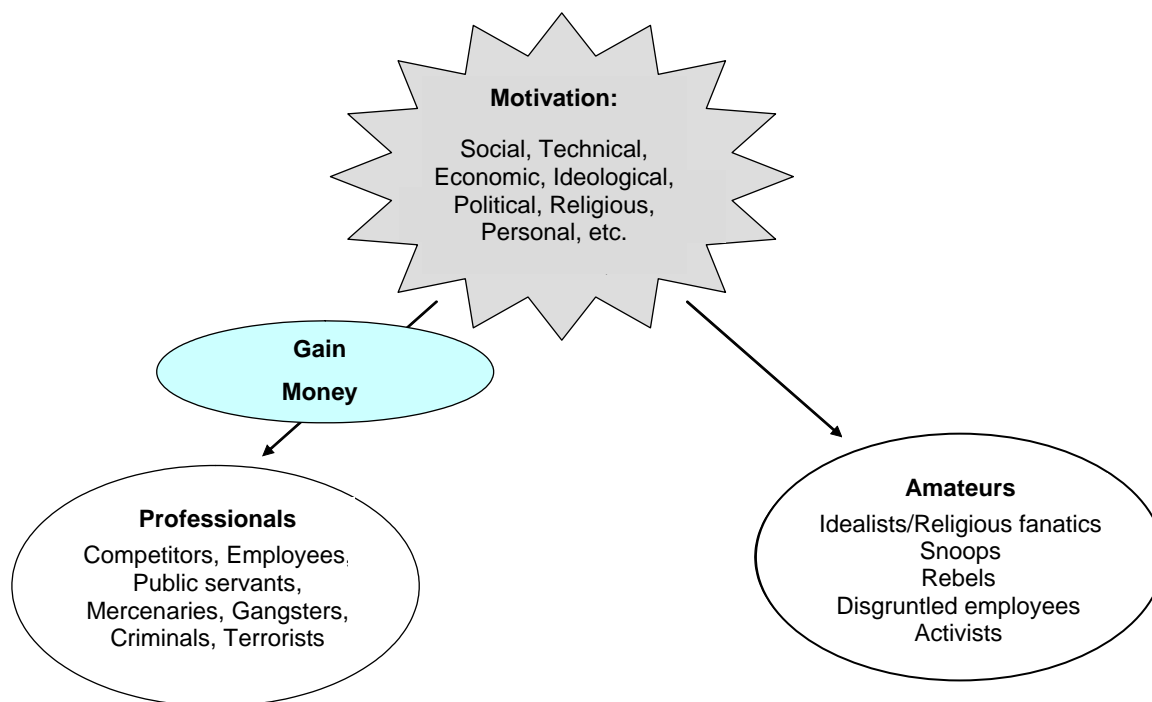 Motivation:
Social, Technical,
Economic, Ideological,
Political, Religious,
Personal, etc.
Gain
Money
Professionals
Competitors, Employees,
Public servants,
Mercenaries, Gangsters,
Criminals, Terrorists
Amateurs
Idealists/Religious fanatics
Snoops
Rebels
Disgruntled employees
Activists